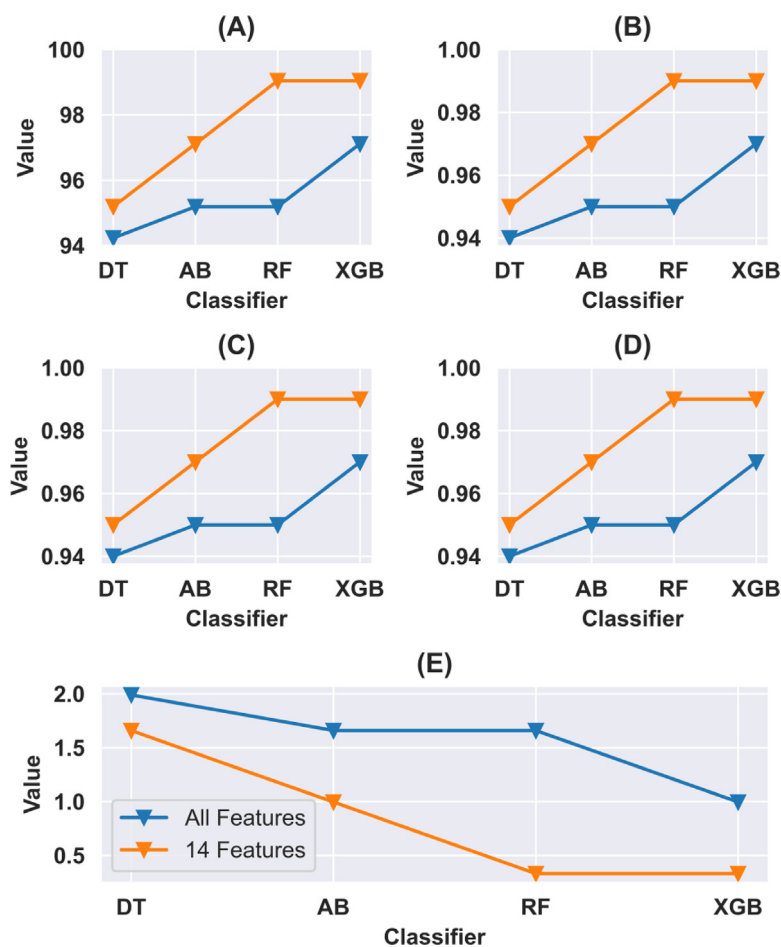 (A)
100
98
96
94
Value
DT AB RF XGB
Classifier
(B)
1.00
0.98
0.96
0.94
Value
DT AB RF XGB
Classifier
(C)
1.00
0.98
0.96
0.94
Value
DT AB RF XGB
Classifier
(D)
1.00
0.98
0.96
0.94
Value
DT AB RF XGB
Classifier
(E)
2.0
1.5
1.0
0.5
Value
All Features
14 Features
DT AB RF XGB
Classifier